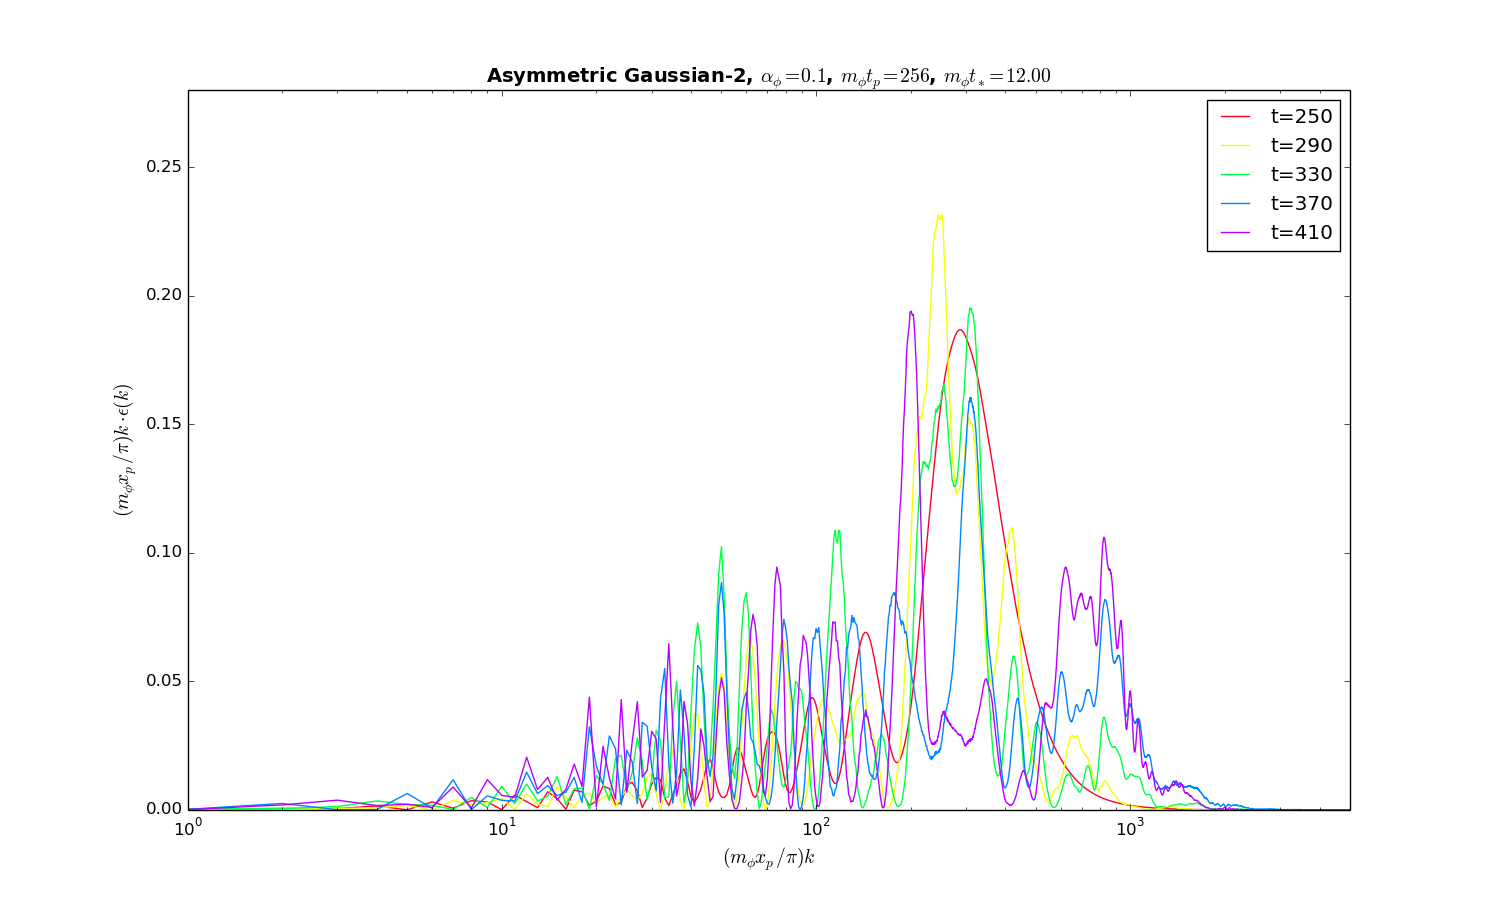 Asymmetric Gaussian-2, α_ϕ=0.1, m_ϕt_p=256, m_ϕt_*=12.00
t=250
t=290
t=330
t=370
t=410
(m_ϕx_p/π)k·ϵ(k)
0.25
0.20
0.15
0.10
0.05
0.00
10^0 10^1 10^2 10^3
(m_ϕx_p/π)k